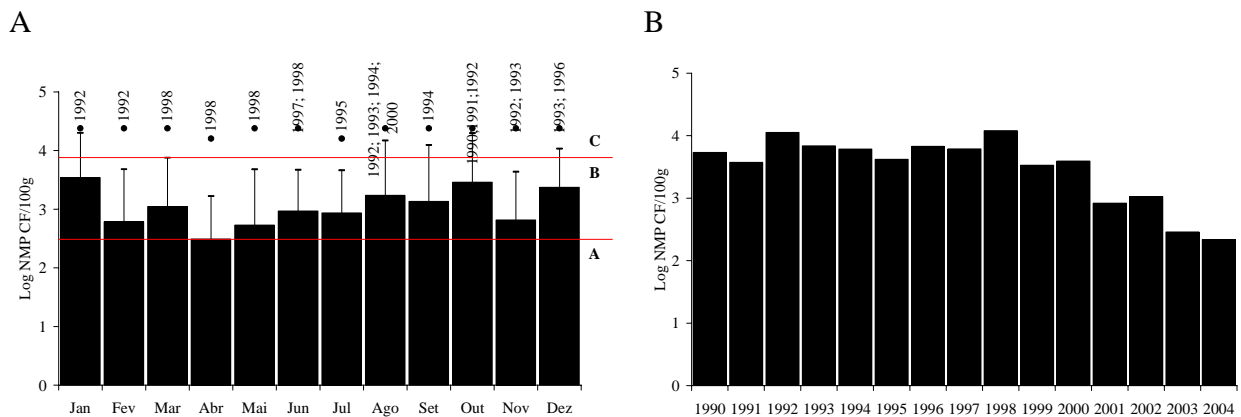 A
B
1992
1992
1998
1998
1998
1997; 1998
1995
1992; 1993; 1994;
2000
1994
1990;1991;1992
1992; 1993
1993; 1996
5
4
3
2
1
0
Log NMP CF/100g
C
B
A
Jan Fev Mar Abr Mai Jun Jul Ago Set Out Nov Dez
5
4
3
2
1
0
Log NMP CF/100g
1990 1991 1992 1993 1994 1995 1996 1997 1998 1999 2000 2001 2002 2003 2004